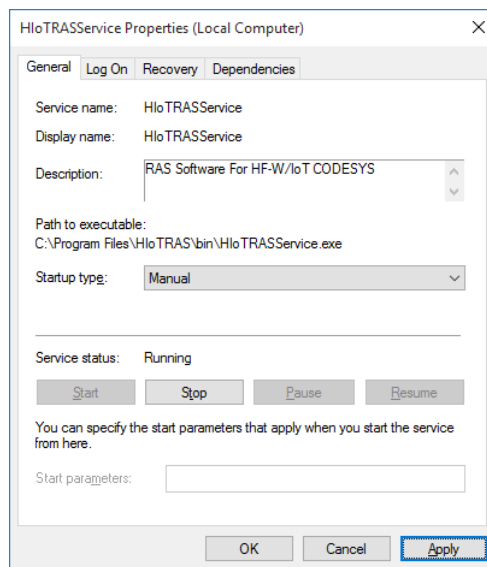 HIoTRASService Properties (Local Computer)
General Log On Recovery Dependencies
Service name: HIoTRASService
Display name: HIoTRASService
Description: RAS Software For HF-W/IoT CODESYS
Path to executable:
C:\Program Files\HIoTRAS\bin\HIoTRASService.exe
Startup type: Manual
Service status: Running
Start Stop Pause Resume
You can specify the start parameters that apply when you start the service
from here.
Start parameters:
OK Cancel Apply